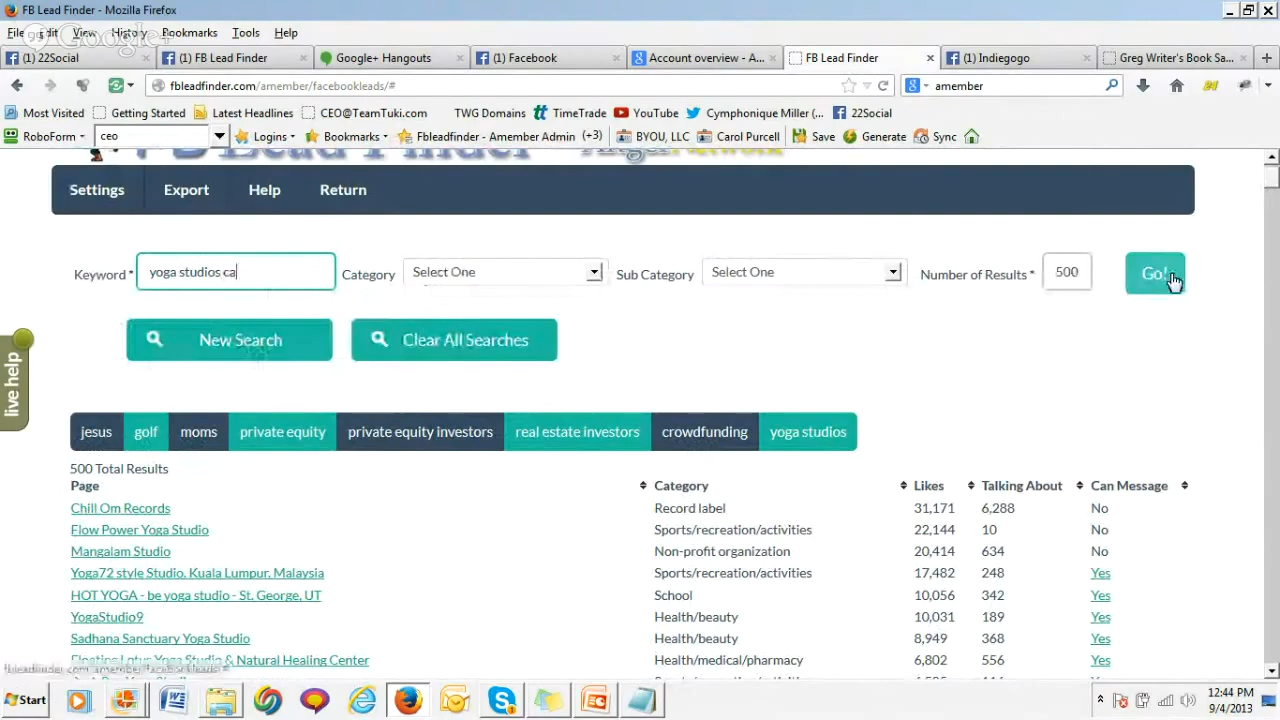 FB Lead Finder - Mozilla Firefox
File Edit View History Bookmarks Tools Help
Google+
(1) 22Social
(1) FB Lead Finder
Google+ Hangouts
(1) Facebook
Account overview - A...
FB Lead Finder
(1) Indiegogo
Greg Writer's Book Sa...
fbleadfinder.com/amember/facebookleads/#
amember
Most Visited Getting Started Latest Headlines CEO@TeamTuki.com TWG Domains TimeTrade YouTube Cymphonique Miller (... 22Social
RoboForm ceo Logins Bookmarks Fbleadfinder - Amember Admin (+3) BYOU, LLC Carol Purcell Save Generate Sync
Settings Export Help Return
Keyword * yoga studios ca Category Select One Sub Category Select One Number of Results * 500 Go!
New Search Clear All Searches
live help
jesus golf moms private equity private equity investors real estate investors crowdfunding yoga studios
500 Total Results
Page Category Likes Talking About Can Message
Chill Om Records Record label 31,171 6,288 No
Flow Power Yoga Studio Sports/recreation/activities 22,144 10 No
Mangalam Studio Non-profit organization 20,414 634 No
Yoga72 style Studio, Kuala Lumpur, Malaysia Sports/recreation/activities 17,482 248 Yes
HOT YOGA - be yoga studio - St. George, UT School 10,056 342 Yes
YogaStudio9 Health/beauty 10,031 189 Yes
Sadhana Sanctuary Yoga Studio Health/beauty 8,949 368 Yes
Floating Lotus Yoga Studio & Natural Healing Center Health/medical/pharmacy 6,802 556 Yes
Start
12:44 PM
9/4/2013